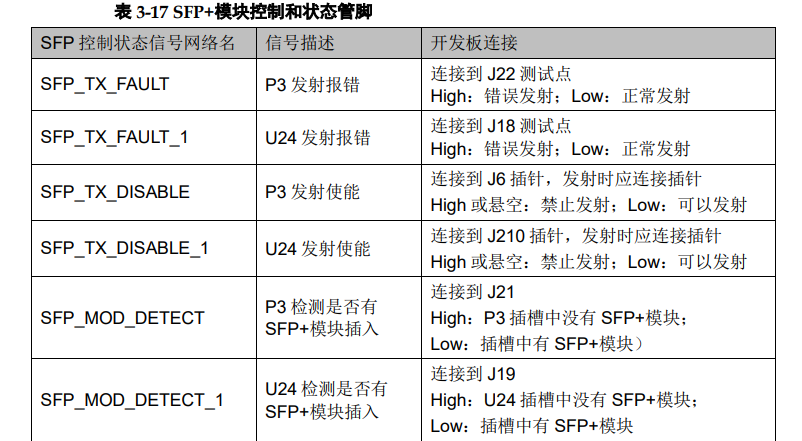 表 3-17 SFP+模块控制和状态管脚
SFP 控制状态信号网络名 信号描述 开发板连接
SFP_TX_FAULT P3 发射报错 连接到 J22 测试点
High：错误发射；Low：正常发射
SFP_TX_FAULT_1 U24 发射报错 连接到 J18 测试点
High：错误发射；Low：正常发射
SFP_TX_DISABLE P3 发射使能 连接到 J6 插针，发射时应连接插针
High 或悬空：禁止发射；Low：可以发射
SFP_TX_DISABLE_1 U24 发射使能 连接到 J210 插针，发射时应连接插针
High 或悬空：禁止发射；Low：可以发射
SFP_MOD_DETECT P3 检测是否有
SFP+模块插入
连接到 J21
High：P3 插槽中没有 SFP+模块；
Low：插槽中有 SFP+模块）
SFP_MOD_DETECT_1 U24 检测是否有
SFP+模块插入
连接到 J19
High：U24 插槽中没有 SFP+模块；
Low：插槽中有 SFP+模块